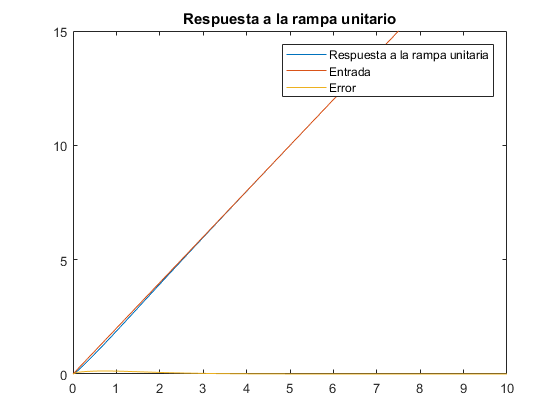 Respuesta a la rampa unitario
15
10
5
0
Respuesta a la rampa unitaria
Entrada
Error
0 1 2 3 4 5 6 7 8 9 10